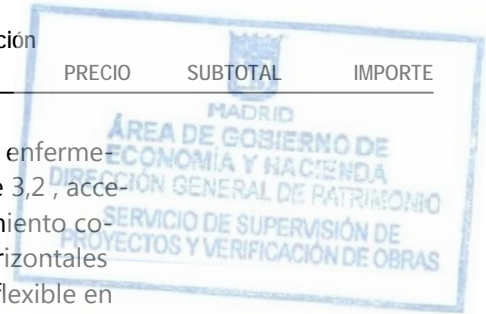 ción
PRECIO SUBTOTAL IMPORTE
MADRID
ÁREA DE GOBIERNO DE
enferme-
ECONOMÍA Y HACIENDA
e 3,2 , acce-
DIRECCIÓN GENERAL DE PATRIMONIO
miento co-
SERVICIO DE SUPERVISIÓN DE
rizontales
PROYECTOS Y VERIFICACIÓN DE OBRAS
flexible en